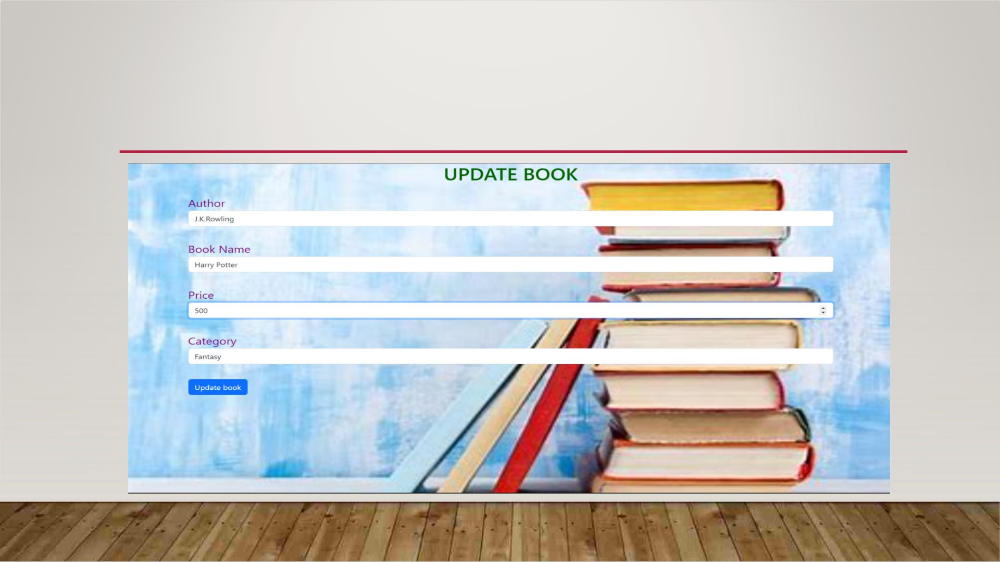 UPDATE BOOK
Author
J.K.Rowling
Book Name
Harry Potter
Price
500
Category
Fantasy
Update book